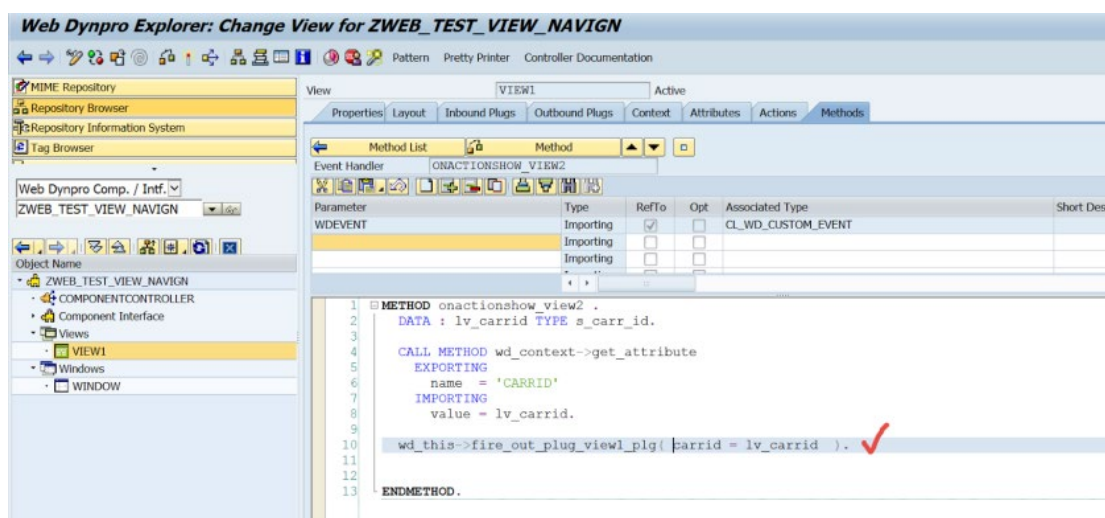 Web Dynpro Explorer: Change View for ZWEB_TEST_VIEW_NAVIGN
Pattern Pretty Printer Controller Documentation
MIME Repository
Repository Browser
Repository Information System
Tag Browser
Web Dynpro Comp. / Intf.
ZWEB_TEST_VIEW_NAVIGN
Object Name
ZWEB_TEST_VIEW_NAVIGN
COMPONENTCONTROLLER
Component Interface
Views
VIEW1
Windows
WINDOW
View VIEW1 Active
Properties Layout Inbound Plugs Outbound Plugs Context Attributes Actions Methods
Method List Method
Event Handler ONACTIONSHOW_VIEW2
Parameter Type RefTo Opt Associated Type Short Des
WDEVENT Importing CL_WD_CUSTOM_EVENT
Importing
Importing
1 METHOD onactionshow_view2 .
2 DATA : lv_carrid TYPE s_carr_id.
3
4 CALL METHOD wd_context->get_attribute
5 EXPORTING
6 name = 'CARRID'
7 IMPORTING
8 value = lv_carrid.
9
10 wd_this->fire_out_plug_view1_plg( carrid = lv_carrid ).
11
12
13 ENDMETHOD.